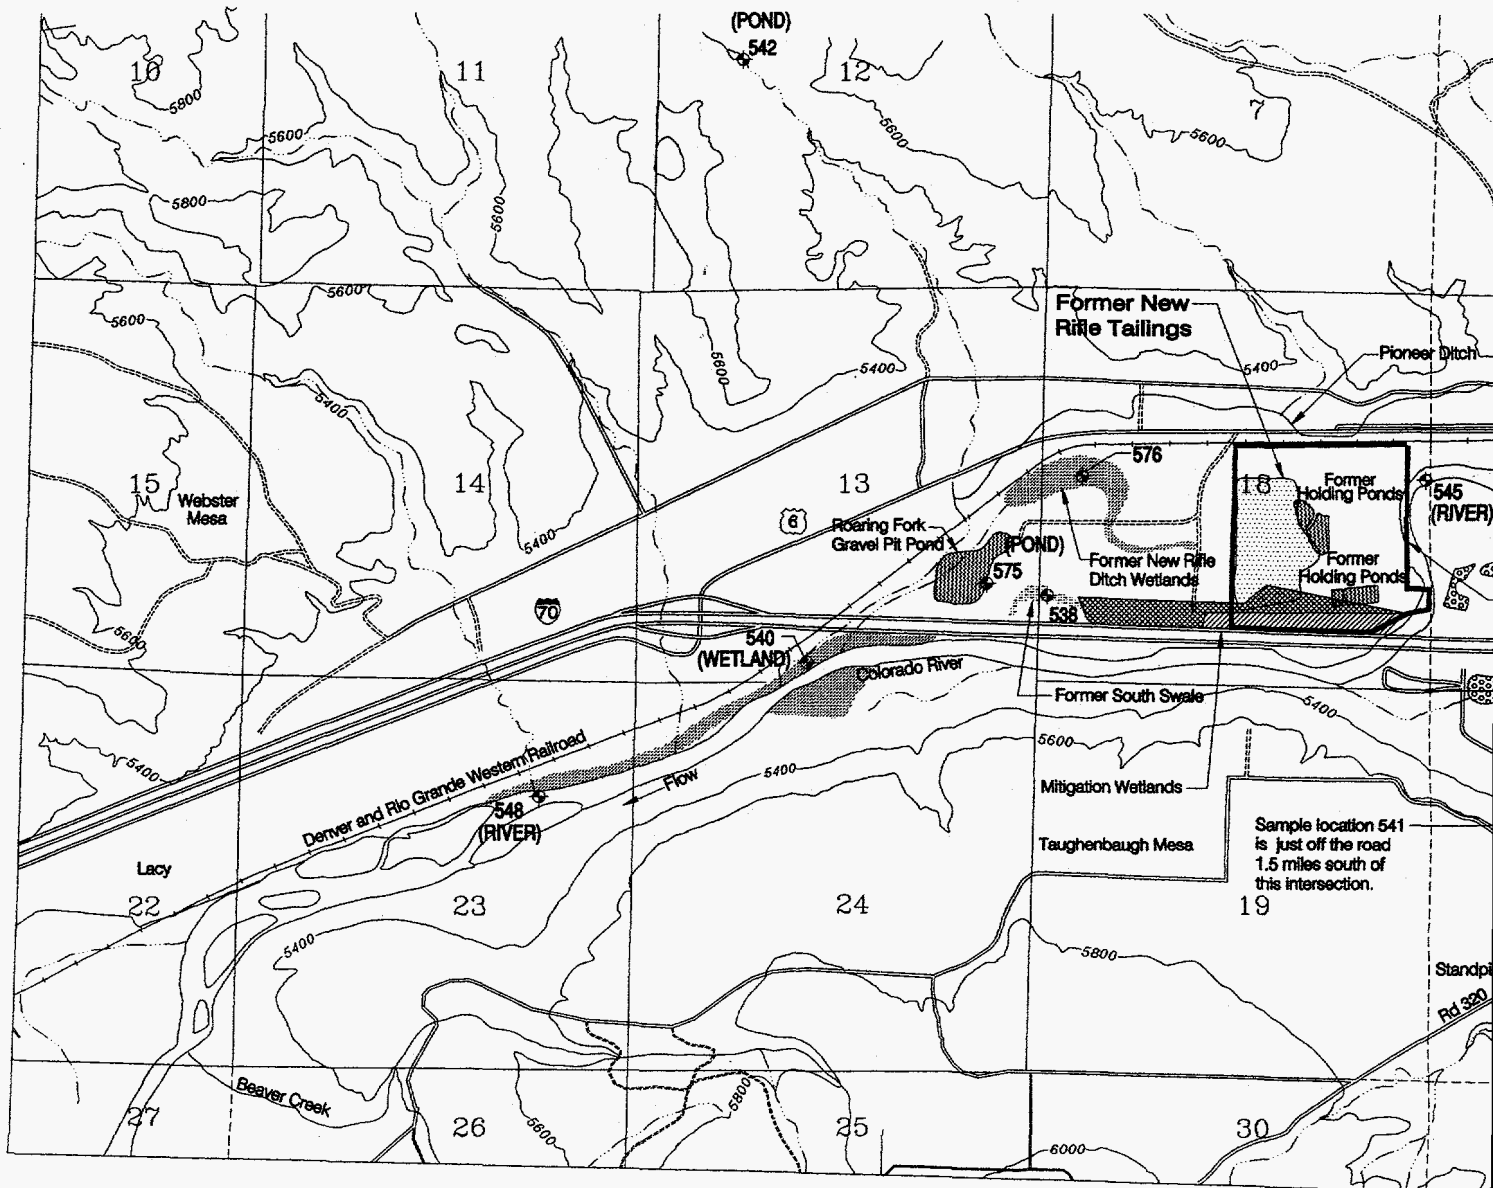 (POND)
542
10
11
12
7
5800
5600
5600
5600
5800
5600
5600
5600
5600
Former New
Rifle Tailings
Pioneer Ditch
5400
5400
5400
15
Webster
Mesa
14
13
576
18
Former
Holding Ponds
545
(RIVER)
6
Roaring Fork
Gravel Pit Pond
(POND)
575
Former New Rifle
Ditch Wetlands
Former
Holding Ponds
5400
70
538
5600
540
(WETLAND)
Colorado River
Former South Swale
5400
5600
5400
5400
Flow
Denver and Rio Grande Western Railroad
Mitigation Wetlands
548
(RIVER)
Taughenbaugh Mesa
Sample location 541
is just off the road
1.5 miles south of
this intersection.
Lacy
22
23
24
19
5400
5800
Standpi
Rd 320
Beaver Creek
5800
27
26
5600
25
30
6000